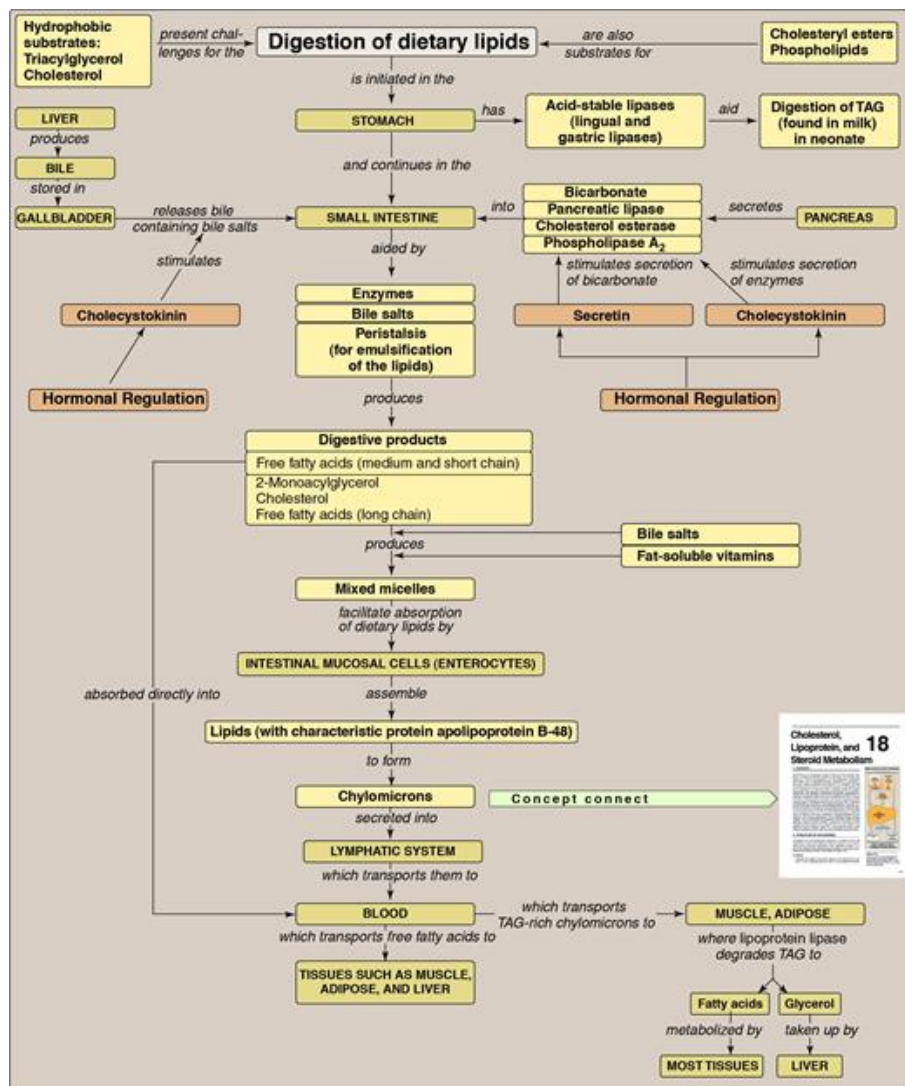 Hydrophobic
substrates:
Triacylglycerol
Cholesterol
present chal-
lenges for the
Digestion of dietary lipids
are also
substrates for
Cholesteryl esters
Phospholipids
is initiated in the
LIVER
produces
BILE
stored in
GALLBLADDER
STOMACH
has
Acid-stable lipases
(lingual and
gastric lipases)
aid
Digestion of TAG
(found in milk)
in neonate
and continues in the
releases bile
containing bile salts
SMALL INTESTINE
into
Bicarbonate
Pancreatic lipase
Cholesterol esterase
Phospholipase A2
secretes
PANCREAS
stimulates
aided by
stimulates secretion
of bicarbonate
stimulates secretion
of enzymes
Cholecystokinin
Enzymes
Bile salts
Peristalsis
(for emulsification
of the lipids)
Secretin
Cholecystokinin
Hormonal Regulation
Hormonal Regulation
produces
Digestive products
Free fatty acids (medium and short chain)
2-Monoacylglycerol
Cholesterol
Free fatty acids (long chain)
produces
Bile salts
Fat-soluble vitamins
Mixed micelles
facilitate absorption
of dietary lipids by
INTESTINAL MUCOSAL CELLS (ENTEROCYTES)
absorbed directly into
assemble
Lipids (with characteristic protein apolipoprotein B-48)
to form
Chylomicrons
Concept connect
Cholesterol,
Lipoprotein, and
Steroid Metabolism
18
secreted into
LYMPHATIC SYSTEM
which transports them to
BLOOD
which transports
TAG-rich chylomicrons to
MUSCLE, ADIPOSE
which transports free fatty acids to
TISSUES SUCH AS MUSCLE,
ADIPOSE, AND LIVER
where lipoprotein lipase
degrades TAG to
Fatty acids
Glycerol
metabolized by
taken up by
MOST TISSUES
LIVER